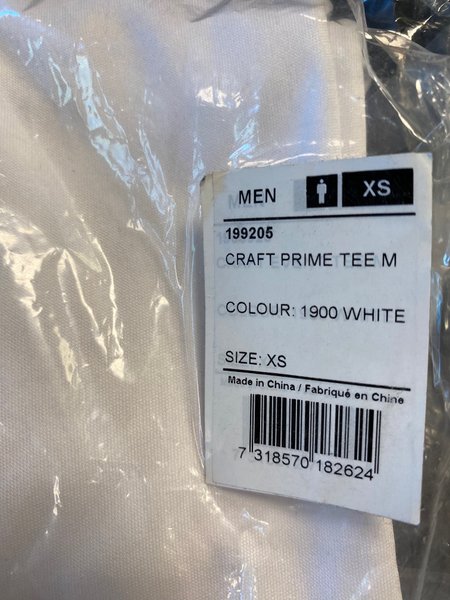 MEN XS
199205
CRAFT PRIME TEE M
COLOUR: 1900 WHITE
SIZE: XS
Made in China / Fabriqué en Chine
7 318570 182624